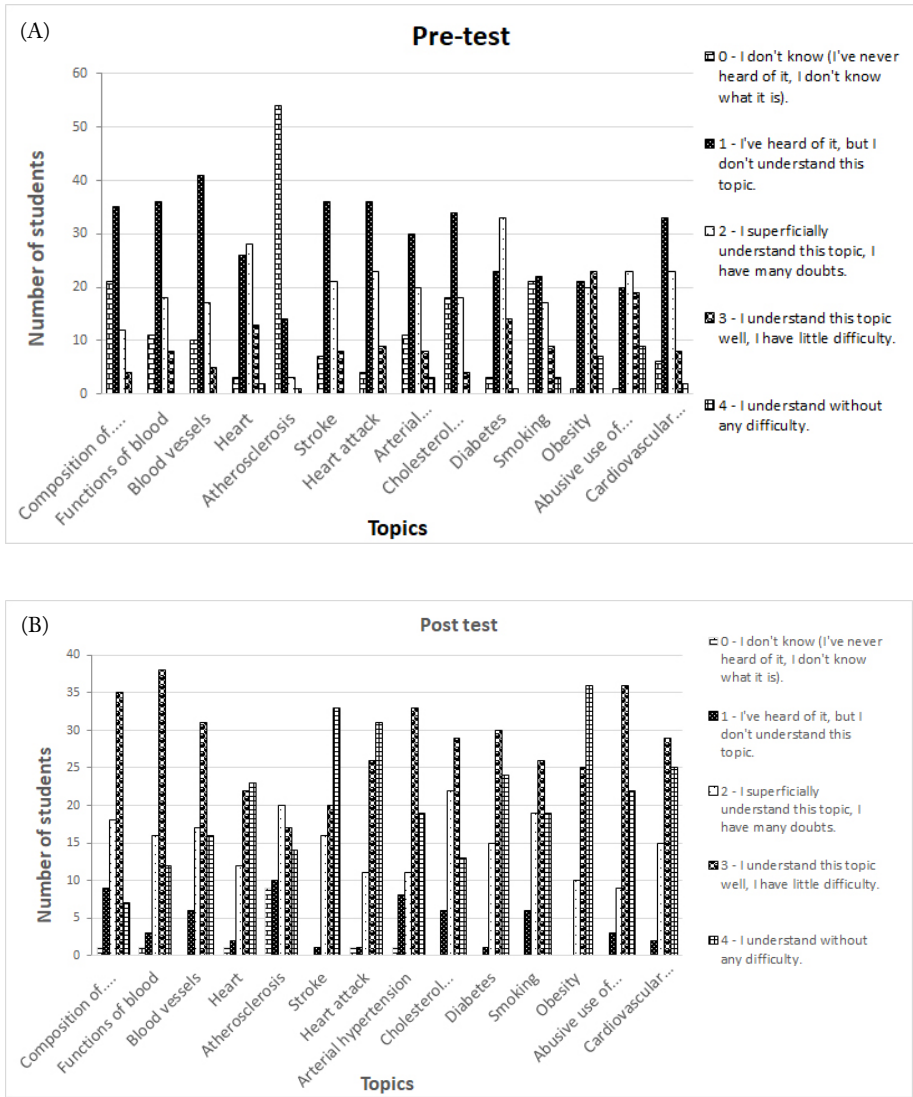 (A)
Pre-test
60
50
40
30
20
10
0
Number of students
Composition of....
Functions of blood
Blood vessels
Heart
Atherosclerosis
Stroke
Heart attack
Arterial...
Cholesterol...
Diabetes
Smoking
Obesity
Abusive use of...
Cardiovascular...
Topics
0 - I don't know (I've never
heard of it, I don't know
what it is).
1 - I've heard of it, but I
don't understand this
topic.
2 - I superficially
understand this topic, I
have many doubts.
3 - I understand this topic
well, I have little difficulty.
4 - I understand without
any difficulty.
(B)
Post test
40
35
30
25
20
15
10
5
0
Number of students
Composition of....
Functions of blood
Blood vessels
Heart
Atherosclerosis
Stroke
Heart attack
Arterial hypertension
Cholesterol...
Diabetes
Smoking
Obesity
Abusive use of...
Cardiovascular...
Topics
0 - I don't know (I've never
heard of it, I don't know
what it is).
1 - I've heard of it, but I
don't understand this
topic.
2 - I superficially
understand this topic, I
have many doubts.
3 - I understand this topic
well, I have little difficulty.
4 - I understand without
any difficulty.